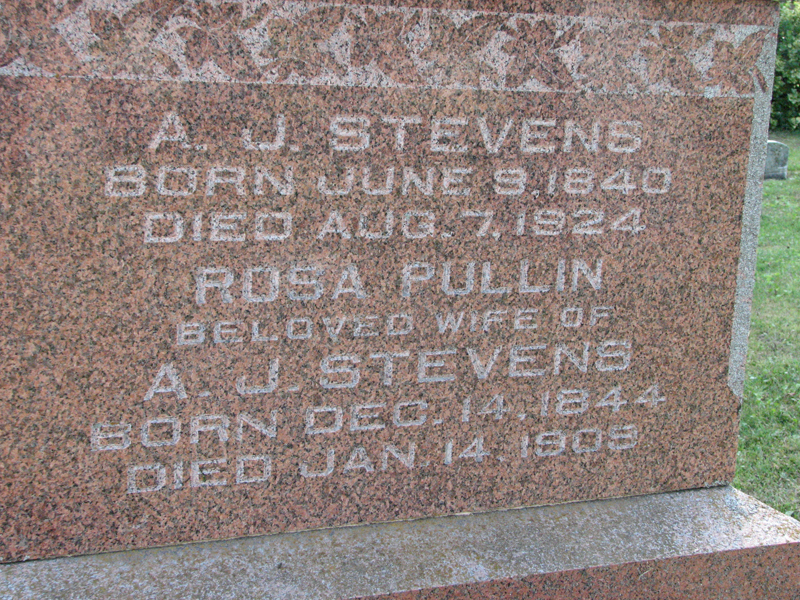 A. J. STEVENS
BORN JUNE 9, 1840
DIED AUG. 7, 1924
ROSA PULLIN
BELOVED WIFE OF
A. J. STEVENS
BORN DEC. 14, 1844
DIED JAN 14, 1909